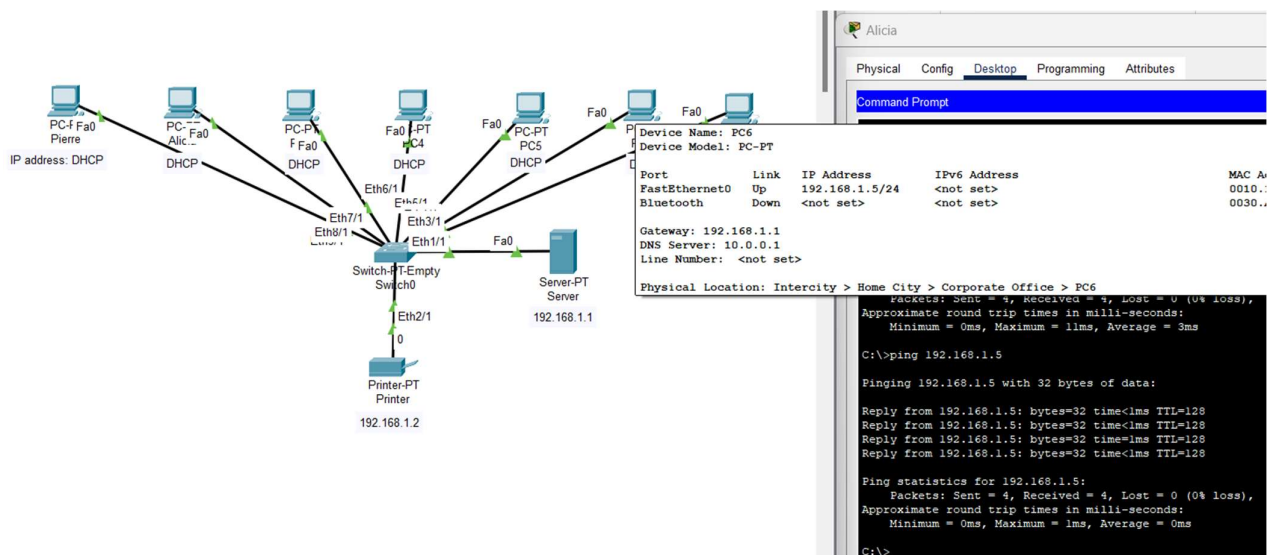 Alicia
Physical Config Desktop Programming Attributes
Command Prompt
Fa0
Pierre
IP address: DHCP
Fa0
DHCP
PC-PT
Fa0
DHCP
Fa0
DHCP
Fa0
PC-PT
PC5
DHCP
Fa0
Fa0
Device Name: PC6
Device Model: PC-PT
Port Link IP Address IPv6 Address
FastEthernet0 Up 192.168.1.5/24 <not set>
Bluetooth Down <not set> <not set>
Gateway: 192.168.1.1
DNS Server: 10.0.0.1
Line Number: <not set>
Physical Location: Intercity > Home City > Corporate Office > PC6
Eth6/1
Eth7/1
Eth3/1
Eth8/1
Eth1/1
Fa0
Switch-PT-Empty
Switch0
Server-PT
Server
192.168.1.1
Eth2/1
Printer-PT
Printer
192.168.1.2
Packets: Sent = 4, Received = 4, Lost = 0 (0% loss),
Approximate round trip times in milli-seconds:
Minimum = 0ms, Maximum = 11ms, Average = 3ms
C:\>ping 192.168.1.5
Pinging 192.168.1.5 with 32 bytes of data:
Reply from 192.168.1.5: bytes=32 time<1ms TTL=128
Reply from 192.168.1.5: bytes=32 time<1ms TTL=128
Reply from 192.168.1.5: bytes=32 time=1ms TTL=128
Reply from 192.168.1.5: bytes=32 time<1ms TTL=128
Ping statistics for 192.168.1.5:
Packets: Sent = 4, Received = 4, Lost = 0 (0% loss),
Approximate round trip times in milli-seconds:
Minimum = 0ms, Maximum = 1ms, Average = 0ms
C:\>